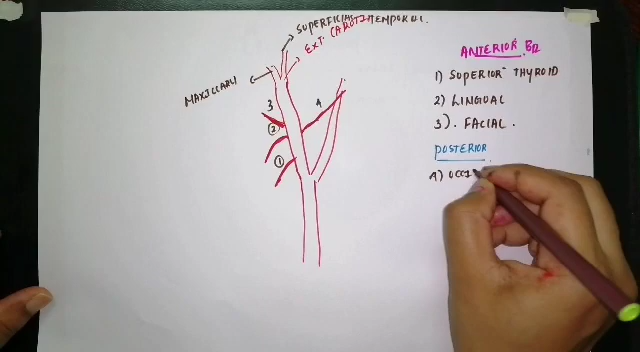 SUPERFICIAL TEMPORAL.
EXT. CAROTID
MAXILLARY
3
4
②
①
ANTERIOR BR
1) SUPERIOR THYROID
2) LINGUAL
3). FACIAL.
POSTERIOR
4) OCCI